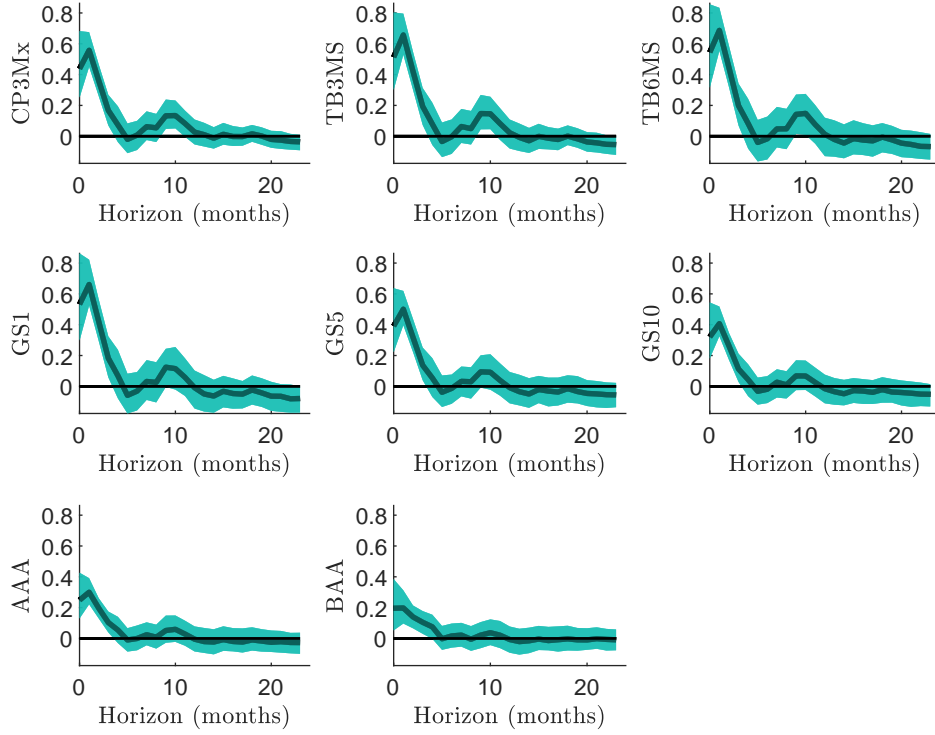 0.8 0.8 0.8
0.6 0.6 0.6
0.4 0.4 0.4
0.2 0.2 0.2
0 0 0
CP3Mx TB3MS TB6MS
0 10 20 0 10 20 0 10 20
Horizon (months) Horizon (months) Horizon (months)
0.8 0.8 0.8
0.6 0.6 0.6
0.4 0.4 0.4
0.2 0.2 0.2
0 0 0
GS1 GS5 GS10
0 10 20 0 10 20 0 10 20
Horizon (months) Horizon (months) Horizon (months)
0.8 0.8
0.6 0.6
0.4 0.4
0.2 0.2
0 0
AAA BAA
0 10 20 0 10 20
Horizon (months) Horizon (months)